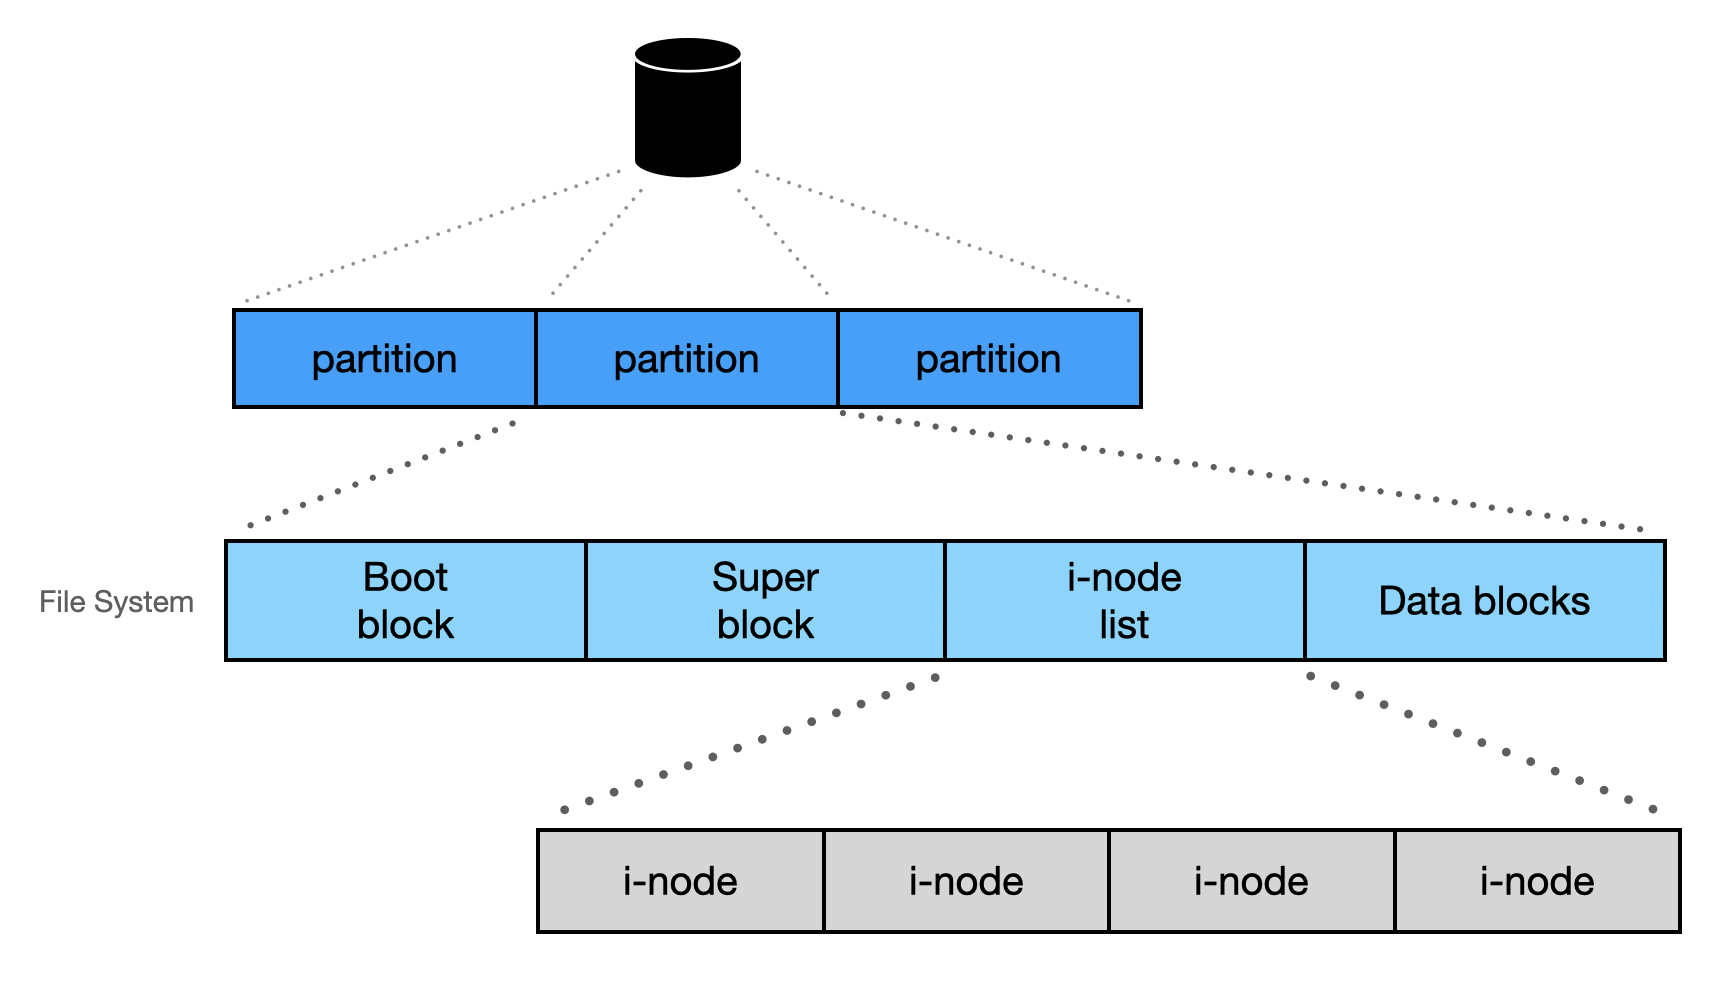 partition
partition
partition
File System
Boot
block
Super
block
i-node
list
Data blocks
i-node
i-node
i-node
i-node